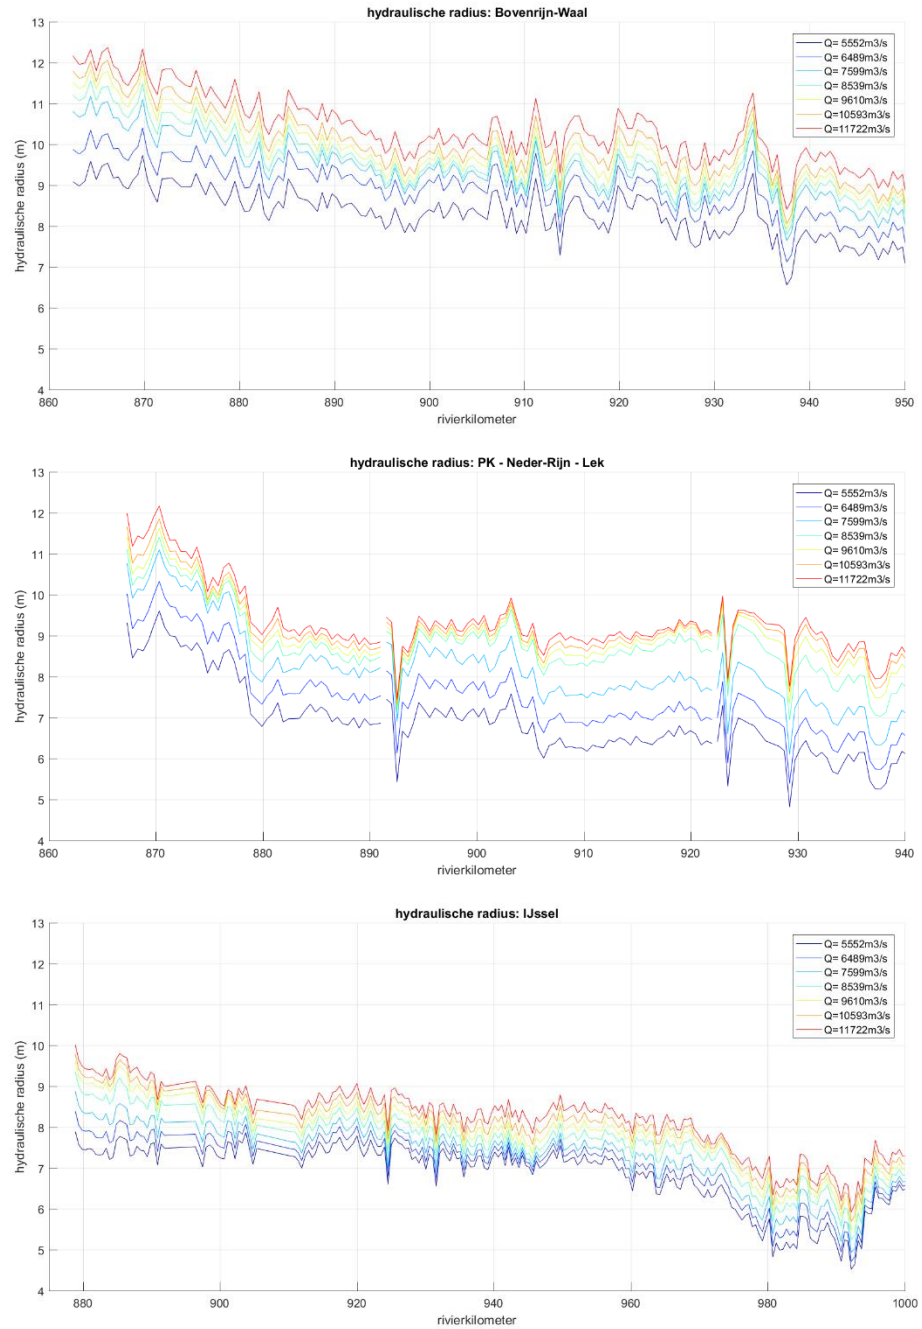 hydraulische radius: Bovenrijn-Waal
13
12
11
10
9
8
7
6
5
4
hydraulische radius (m)
860 870 880 890 900 910 920 930 940 950
rivierkilometer
Q= 5552m3/s
Q= 6489m3/s
Q= 7599m3/s
Q= 8539m3/s
Q= 9610m3/s
Q=10593m3/s
Q=11722m3/s
hydraulische radius: PK - Neder-Rijn - Lek
13
12
11
10
9
8
7
6
5
4
hydraulische radius (m)
860 870 880 890 900 910 920 930 940
rivierkilometer
Q= 5552m3/s
Q= 6489m3/s
Q= 7599m3/s
Q= 8539m3/s
Q= 9610m3/s
Q=10593m3/s
Q=11722m3/s
hydraulische radius: IJssel
13
12
11
10
9
8
7
6
5
4
hydraulische radius (m)
880 900 920 940 960 980 1000
rivierkilometer
Q= 5552m3/s
Q= 6489m3/s
Q= 7599m3/s
Q= 8539m3/s
Q= 9610m3/s
Q=10593m3/s
Q=11722m3/s